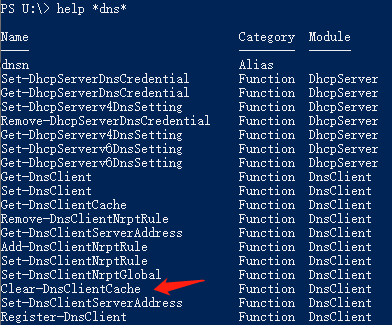 PS U:\> help *dns*
Name Category Module
dnsn Alias
Set-DhcpServerDnsCredential Function DhcpServer
Get-DhcpServerDnsCredential Function DhcpServer
Set-DhcpServerv4DnsSetting Function DhcpServer
Remove-DhcpServerDnsCredential Function DhcpServer
Get-DhcpServerv4DnsSetting Function DhcpServer
Set-DhcpServerv6DnsSetting Function DhcpServer
Get-DhcpServerv6DnsSetting Function DhcpServer
Get-DnsClient Function DnsClient
Set-DnsClient Function DnsClient
Get-DnsClientCache Function DnsClient
Remove-DnsClientNrptRule Function DnsClient
Get-DnsClientServerAddress Function DnsClient
Add-DnsClientNrptRule Function DnsClient
Set-DnsClientNrptRule Function DnsClient
Set-DnsClientNrptGlobal Function DnsClient
Clear-DnsClientCache Function DnsClient
Set-DnsClientServerAddress Function DnsClient
Register-DnsClient Function DnsClient